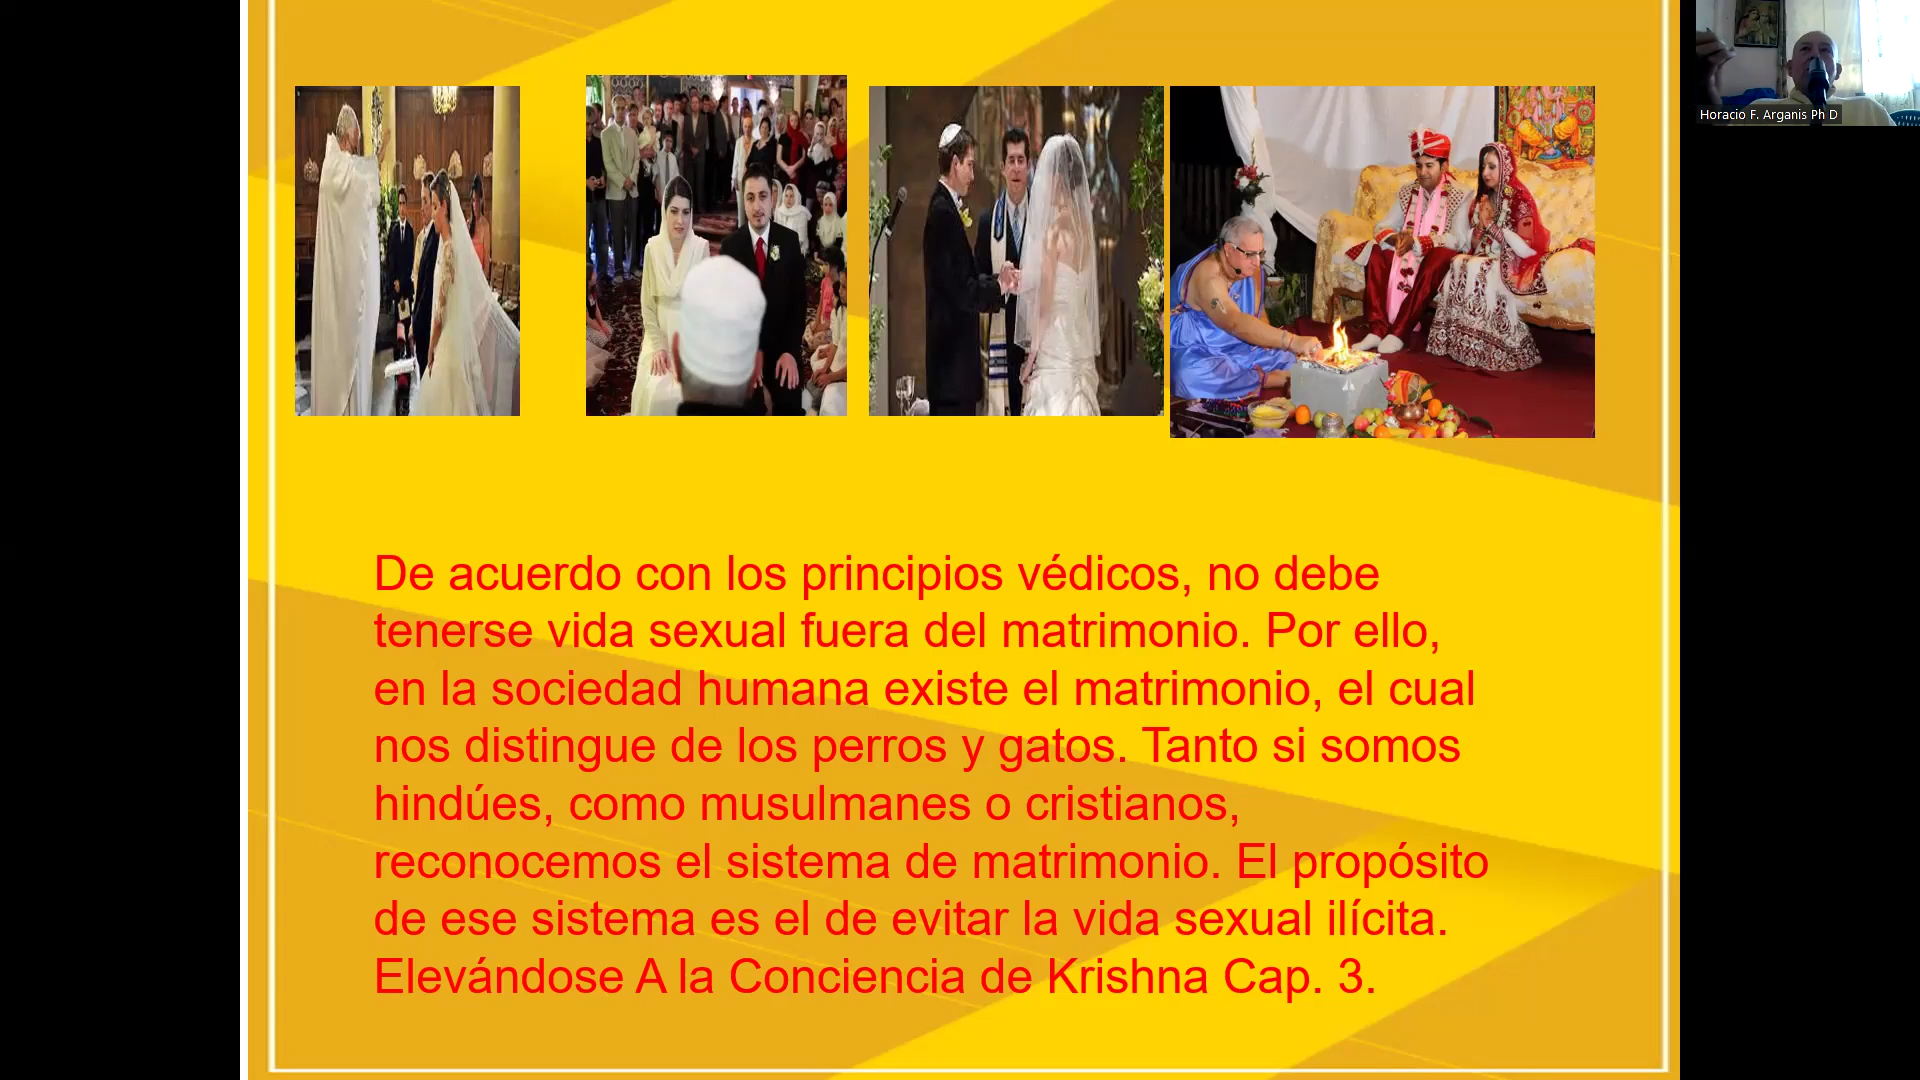 Horacio F. Arganis Ph D
De acuerdo con los principios védicos, no debe
tenerse vida sexual fuera del matrimonio. Por ello,
en la sociedad humana existe el matrimonio, el cual
nos distingue de los perros y gatos. Tanto si somos
hindúes, como musulmanes o cristianos,
reconocemos el sistema de matrimonio. El propósito
de ese sistema es el de evitar la vida sexual ilícita.
Elevándose A la Conciencia de Krishna Cap. 3.